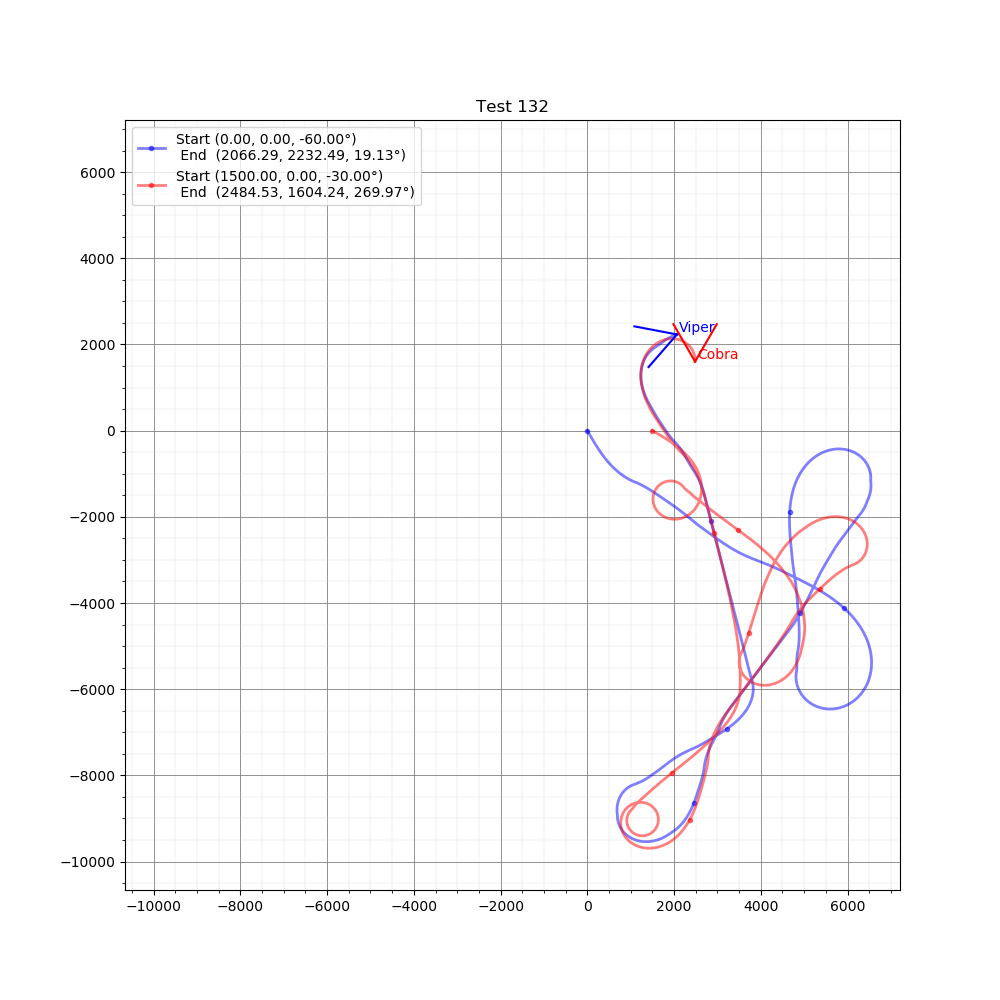 Test 132
Start (0.00, 0.00, -60.00°)
End (2066.29, 2232.49, 19.13°)
Start (1500.00, 0.00, -30.00°)
End (2484.53, 1604.24, 269.97°)
6000
4000
2000
0
−2000
−4000
−6000
−8000
−10000
Viper
Cobra
−10000 −8000 −6000 −4000 −2000 0 2000 4000 6000